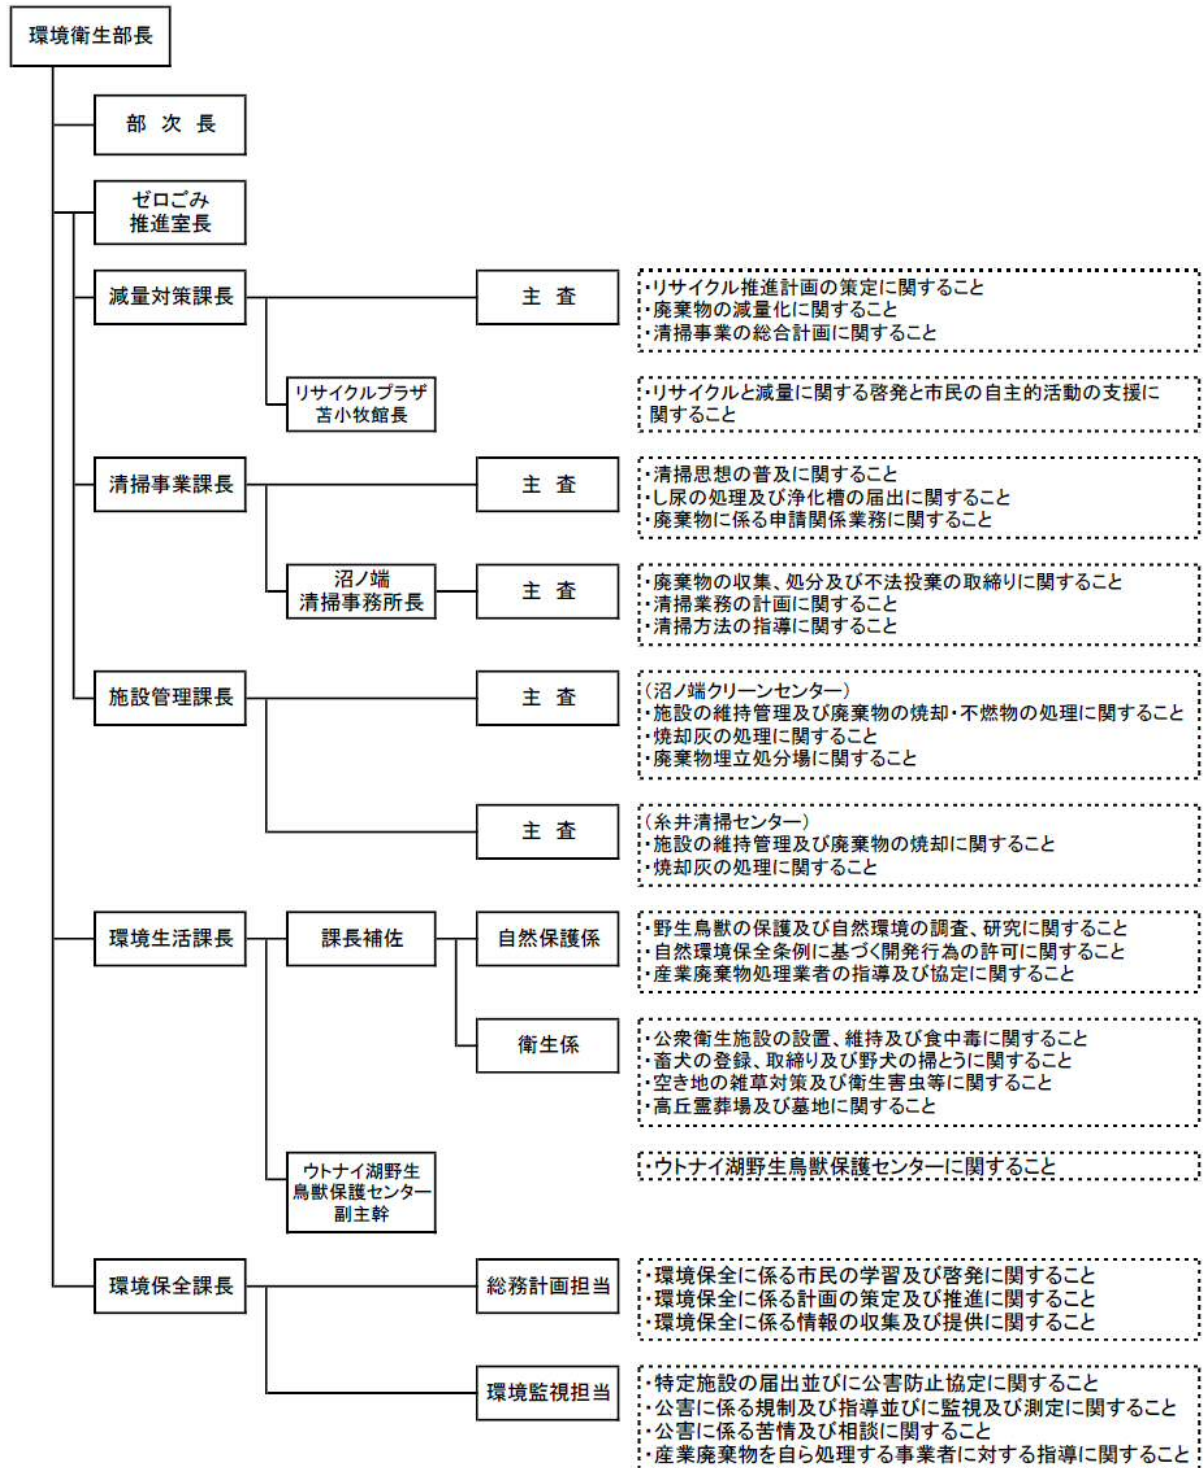 環境衛生部長
部 次 長
ゼロごみ
推進室長
減量対策課長
主 査
・リサイクル推進計画の策定に関すること
・廃棄物の減量化に関すること
・清掃事業の総合計画に関すること
リサイクルプラザ
苫小牧館長
・リサイクルと減量に関する啓発と市民の自主的活動の支援に
関すること
清掃事業課長
主 査
・清掃思想の普及に関すること
・し尿の処理及び浄化槽の届出に関すること
・廃棄物に係る申請関係業務に関すること
沼ノ端
清掃事務所長
主 査
・廃棄物の収集、処分及び不法投棄の取締りに関すること
・清掃業務の計画に関すること
・清掃方法の指導に関すること
施設管理課長
主 査
(沼ノ端クリーンセンター)
・施設の維持管理及び廃棄物の焼却・不燃物の処理に関すること
・焼却灰の処理に関すること
・廃棄物埋立処分場に関すること
主 査
(糸井清掃センター)
・施設の維持管理及び廃棄物の焼却に関すること
・焼却灰の処理に関すること
環境生活課長
課長補佐
自然保護係
・野生鳥獣の保護及び自然環境の調査、研究に関すること
・自然環境保全条例に基づく開発行為の許可に関すること
・産業廃棄物処理業者の指導及び協定に関すること
衛生係
・公衆衛生施設の設置、維持及び食中毒に関すること
・畜犬の登録、取締り及び野犬の掃とうに関すること
・空き地の雑草対策及び衛生害虫等に関すること
・高丘霊葬場及び墓地に関すること
ウトナイ湖野生
鳥獣保護センター
副主幹
・ウトナイ湖野生鳥獣保護センターに関すること
環境保全課長
総務計画担当
・環境保全に係る市民の学習及び啓発に関すること
・環境保全に係る計画の策定及び推進に関すること
・環境保全に係る情報の収集及び提供に関すること
環境監視担当
・特定施設の届出並びに公害防止協定に関すること
・公害に係る規制及び指導並びに監視及び測定に関すること
・公害に係る苦情及び相談に関すること
・産業廃棄物を自ら処理する事業者に対する指導に関すること